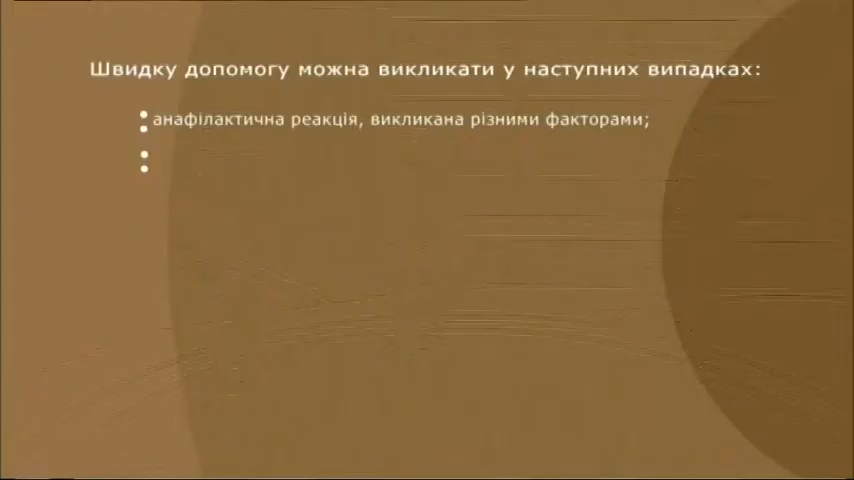 Швидку допомогу можна викликати у наступних випадках:
анафілактична реакція, викликана різними факторами;